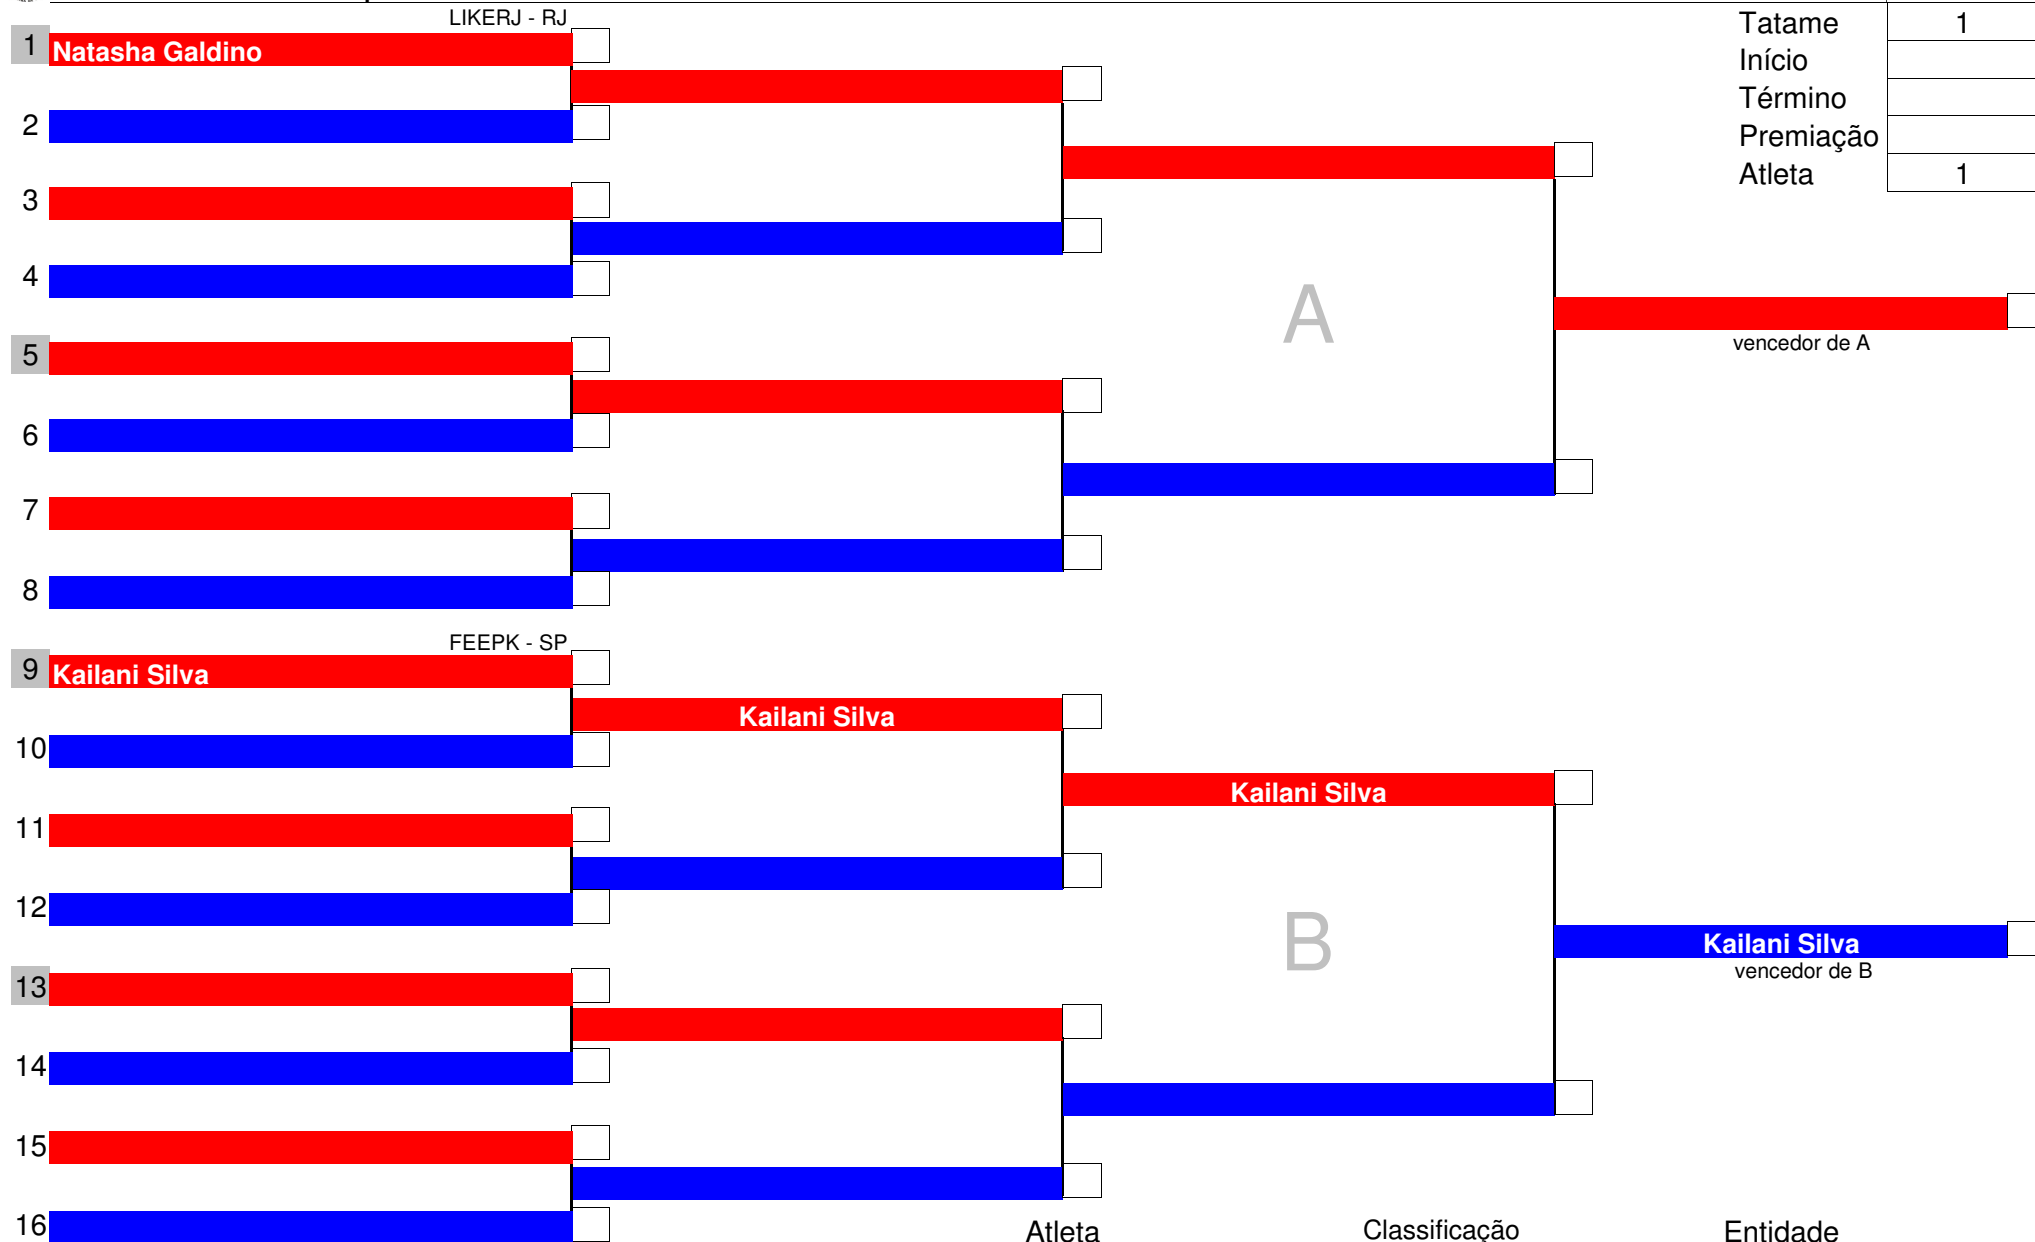 LIKERJ - RJ
Tatame 1
1 Natasha Galdino
Início
Término
2
Premiação
Atleta 1
3
4
A
vencedor de A
5
6
7
8
FEEPK - SP
9 Kailani Silva
Kailani Silva
10
Kailani Silva
11
12
B
Kailani Silva
vencedor de B
13
14
15
16
Atleta Classificação Entidade